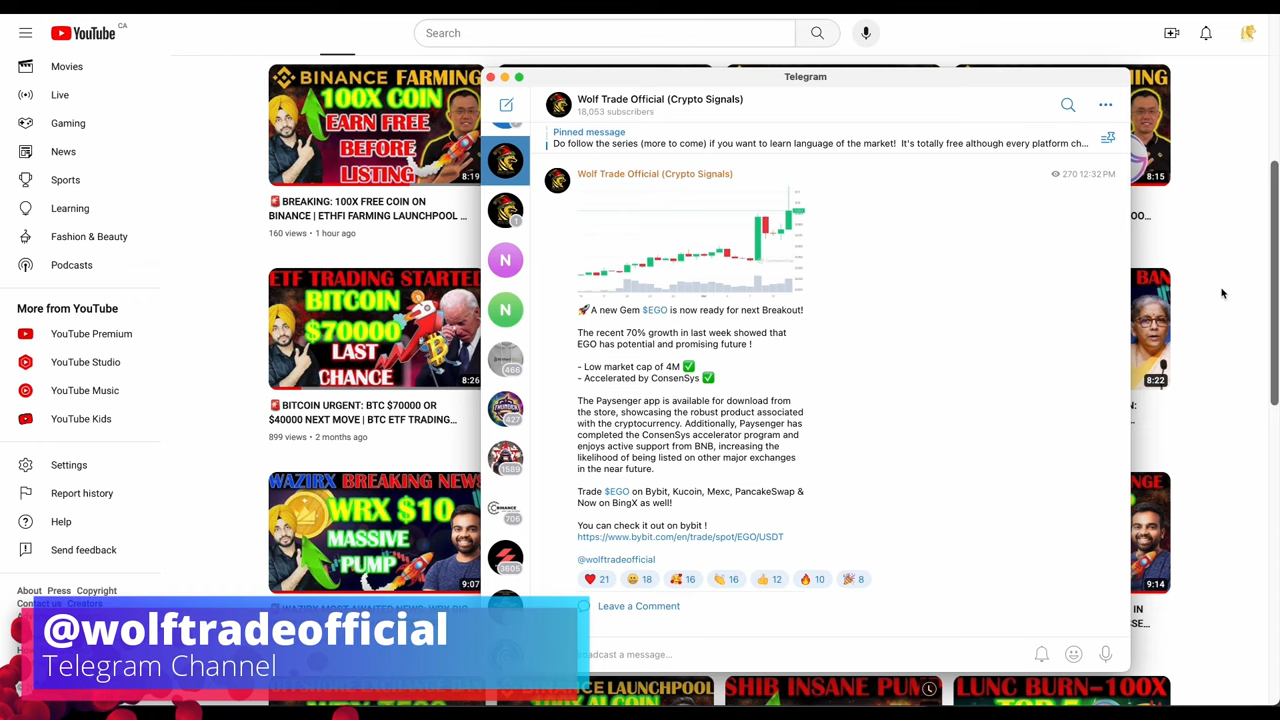 YouTube CA
Search
Movies
Live
Gaming
News
Sports
Learning
Fashion & Beauty
Podcasts
More from YouTube
YouTube Premium
YouTube Studio
YouTube Music
YouTube Kids
Settings
Report history
Help
Send feedback
About Press Copyright
Contact us Creators
BINANCE FARMING
100X COIN
EARN FREE
BEFORE
LISTING
8:19
🚨BREAKING: 100X FREE COIN ON
BINANCE | ETHFI FARMING LAUNCHPOOL ...
160 views • 1 hour ago
ETF TRADING STARTED
BITCOIN
$70000
LAST
CHANCE
8:26
🚨BITCOIN URGENT: BTC $70000 OR
$40000 NEXT MOVE | BTC ETF TRADING...
899 views • 2 months ago
WAZIRX BREAKING NEWS
WRX $10
MASSIVE
PUMP
9:07
Telegram
Wolf Trade Official (Crypto Signals)
18,053 subscribers
Pinned message
Do follow the series (more to come) if you want to learn language of the market! It's totally free although every platform ch...
Wolf Trade Official (Crypto Signals)
270 12:32 PM
🚀A new Gem $EGO is now ready for next Breakout!
The recent 70% growth in last week showed that
EGO has potential and promising future !
- Low market cap of 4M ✅
- Accelerated by ConsenSys ✅
The Paysenger app is available for download from
the store, showcasing the robust product associated
with the cryptocurrency. Additionally, Paysenger has
completed the ConsenSys accelerator program and
enjoys active support from BNB, increasing the
likelihood of being listed on other major exchanges
in the near future.
Trade $EGO on Bybit, Kucoin, Mexc, PancakeSwap &
Now on BingX as well!
You can check it out on bybit !
https://www.bybit.com/en/trade/spot/EGO/USDT
@wolftradeofficial
❤️ 21 😀 18 🥰 16 👏 16 👍 12 🔥 10 🎉 8
Leave a Comment
adcast a message...
1
N
N
466
427
1589
706
3605
8:15
8:22
9:14
@wolftradeofficial
Telegram Channel
BINANCE LAUNCHPOOL
SHIB INSANE PUMP
LUNC BURN-100X